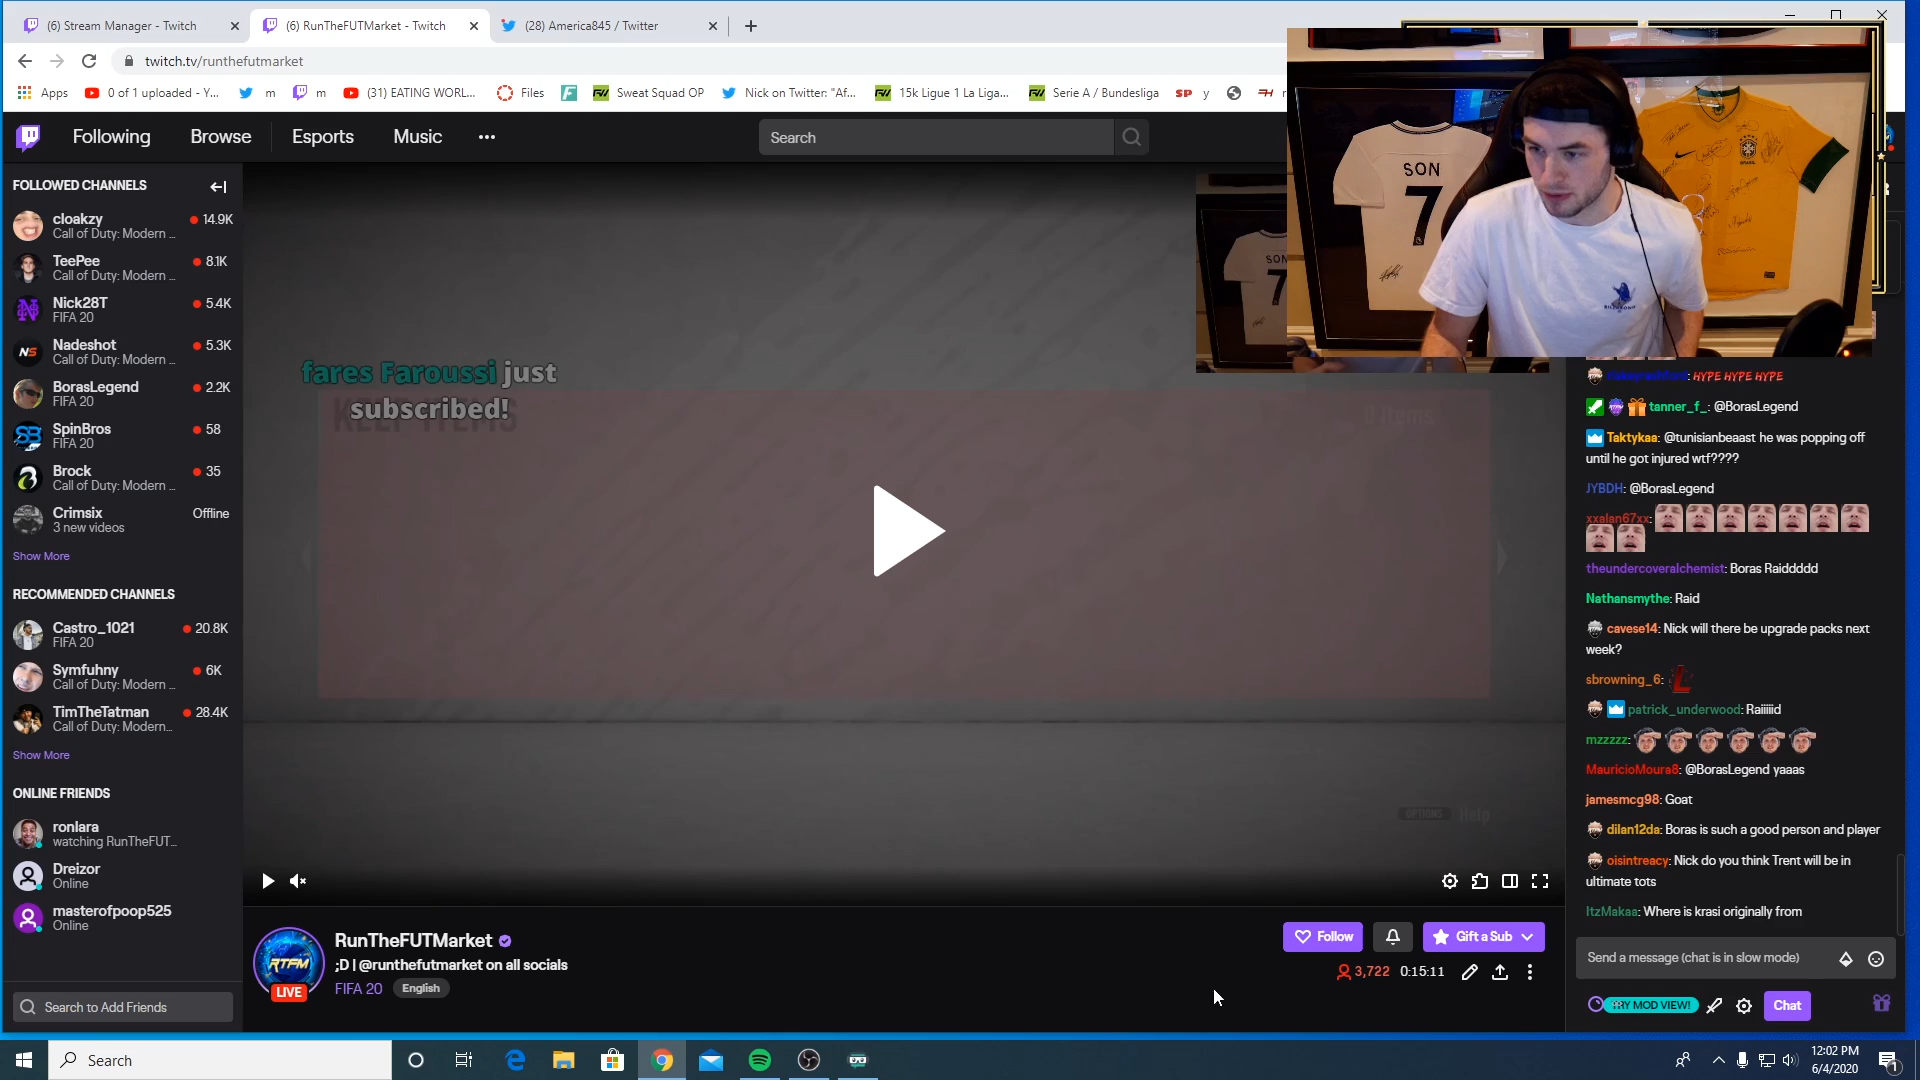 (6) Stream Manager - Twitch
(6) RunTheFUTMarket - Twitch
(28) America845 / Twitter
twitch.tv/runthefutmarket
Apps
0 of 1 uploaded - Y...
m
m
(31) EATING WORL...
Files
Sweat Squad OP
Nick on Twitter: "Af...
15k Ligue 1 La Liga...
Serie A / Bundesliga
SP y
Following
Browse
Esports
Music
Search
FOLLOWED CHANNELS
cloakzy
14.9K
Call of Duty: Modern ...
TeePee
8.1K
Call of Duty: Modern ...
Nick28T
5.4K
FIFA 20
Nadeshot
5.3K
Call of Duty: Modern ...
BorasLegend
2.2K
FIFA 20
SpinBros
58
FIFA 20
Brock
35
Call of Duty: Modern ...
Crimsix
Offline
3 new videos
Show More
RECOMMENDED CHANNELS
Castro_1021
20.8K
FIFA 20
Symfuhny
6K
Call of Duty: Modern ...
TimTheTatman
28.4K
Call of Duty: Modern...
Show More
ONLINE FRIENDS
ronlara
watching RunTheFUT...
Dreizor
Online
masterofpoop525
Online
Search to Add Friends
fares Faroussi just
subscribed!
KEEP ITEMS
0 Items
OPTIONS Help
SON
7
SON
7
RTFM
LIVE
RunTheFUTMarket
;D | @runthefutmarket on all socials
FIFA 20
English
Follow
Gift a Sub
3,722
0:15:11
HYPE HYPE HYPE
tanner_f_: @BorasLegend
Taktykaa: @tunisianbeaast he was popping off
until he got injured wtf????
JYBDH: @BorasLegend
xxalan67xx:
theundercoveralchemist: Boras Raiddddd
Nathansmythe: Raid
cavese14: Nick will there be upgrade packs next
week?
sbrowning_6:
patrick_underwood: Raiiiiid
mzzzzz:
MauricioMoura8: @BorasLegend yaaas
jamesmcg98: Goat
dilan12da: Boras is such a good person and player
oisintreacy: Nick do you think Trent will be in
ultimate tots
ItzMakaa: Where is krasi originally from
Send a message (chat is in slow mode)
TRY MOD VIEW!
Chat
Search
12:02 PM
6/4/2020
1